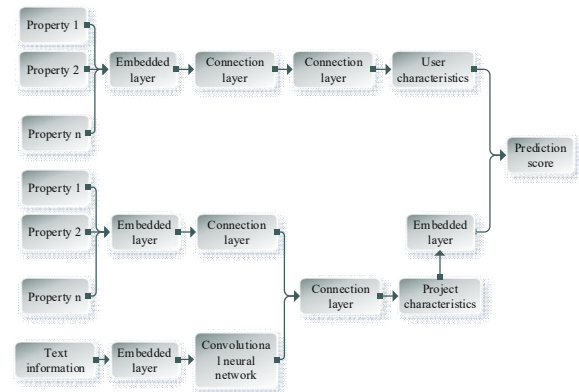 Property 1
Property 2
Property n
Embedded
layer
Connection
layer
Connection
layer
User
characteristics
Prediction
score
Property 1
Property 2
Property n
Embedded
layer
Connection
layer
Embedded
layer
Connection
layer
Project
characteristics
Text
information
Embedded
layer
Convolutiona
l neural
network